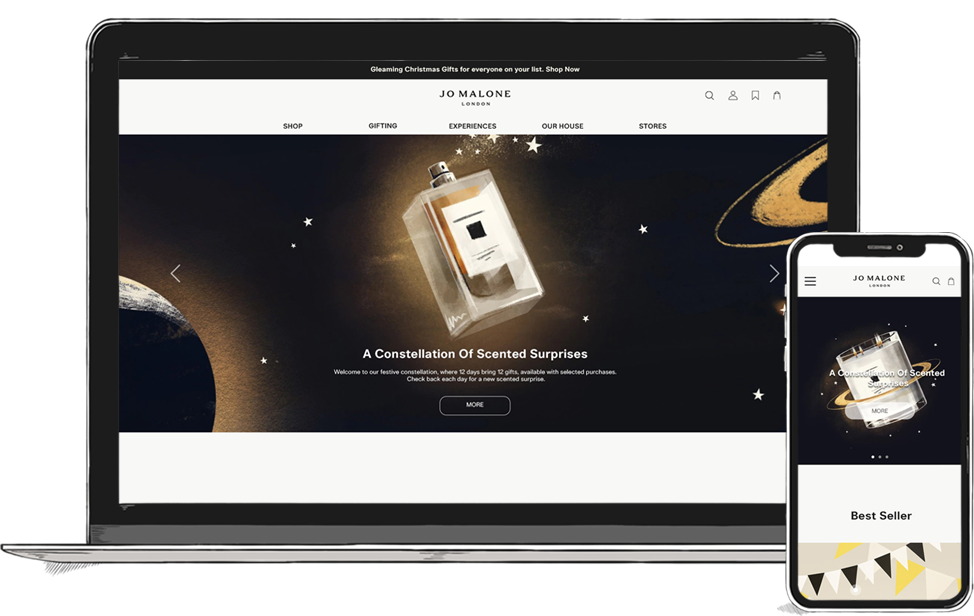 Gleaming Christmas Gifts for everyone on your list. Shop Now
JO MALONE
LONDON
SHOP GIFTING EXPERIENCES OUR HOUSE STORES
A Constellation Of Scented Surprises
Welcome to our festive constellation, where 12 days bring 12 gifts, available with selected purchases.
Check back each day for a new scented surprise.
MORE
JO MALONE
LONDON
A Constellation Of Scented
Surprises
MORE
Best Seller